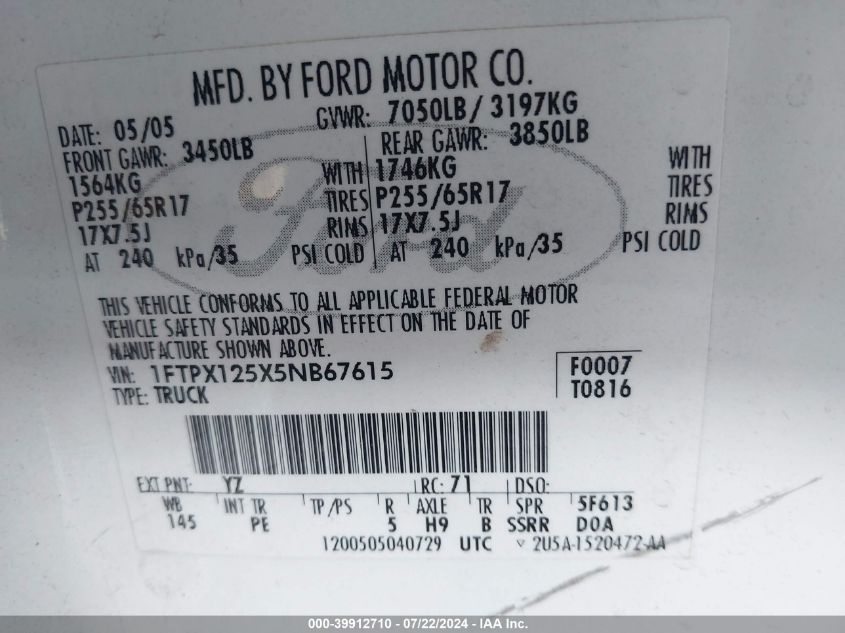 MFD. BY FORD MOTOR CO.
DATE: 05/05 GVWR: 7050LB / 3197KG
FRONT GAWR: 3450LB REAR GAWR: 3850LB
1564KG WITH 1746KG WITH
P255/65R17 TIRES P255/65R17 TIRES
17X7.5J RIMS 17X7.5J RIMS
AT 240 kPa/35 PSI COLD AT 240 kPa/35 PSI COLD
Ford
THIS VEHICLE CONFORMS TO ALL APPLICABLE FEDERAL MOTOR
VEHICLE SAFETY STANDARDS IN EFFECT ON THE DATE OF
MANUFACTURE SHOWN ABOVE.
VIN: 1FTPX125X5NB67615 F0007
TYPE: TRUCK T0816
EXT PNT: YZ RC: 71 DSO:
WB INT TR TP/PS R AXLE TR SPR 5F613
145 PE 5 H9 B SSRR DOA
1200505040729 UTC ▽ 2U5A-1520472-AA
000-39912710 - 07/22/2024 - IAA Inc.